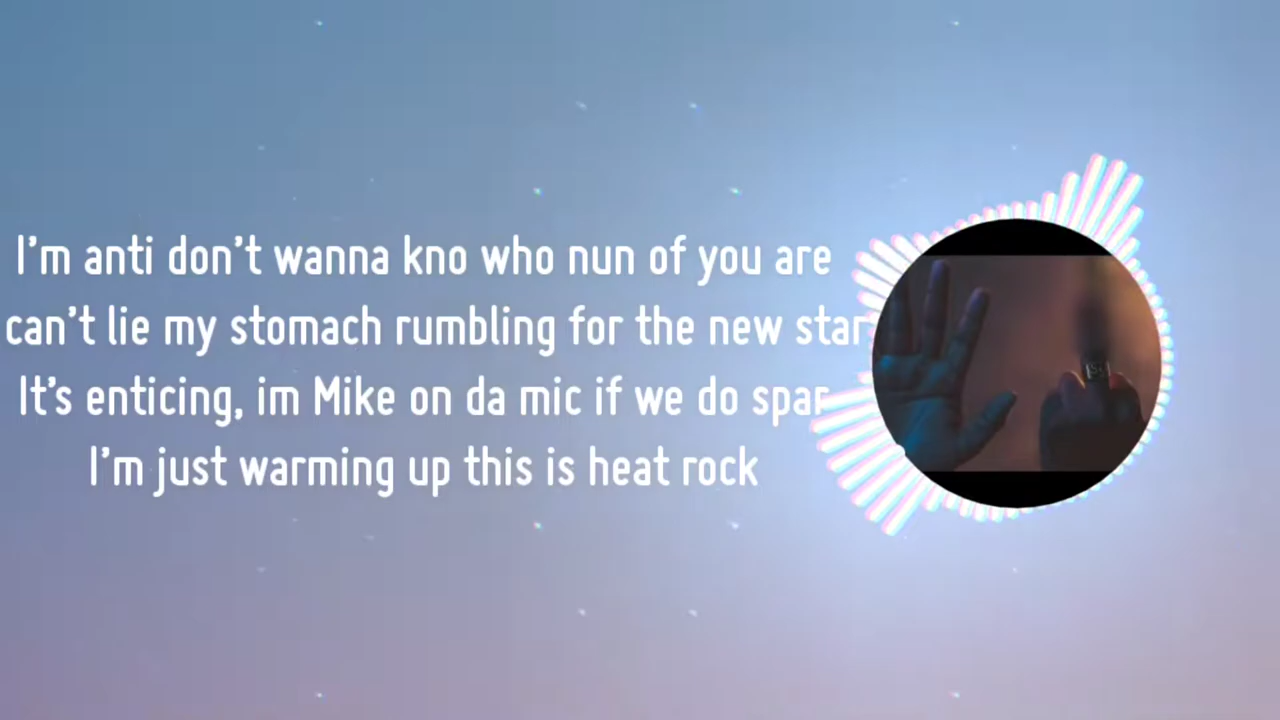 I'm anti don't wanna kno who nun of you are
can't lie my stomach rumbling for the new star
It's enticing, im Mike on da mic if we do spar
I'm just warming up this is heat rock